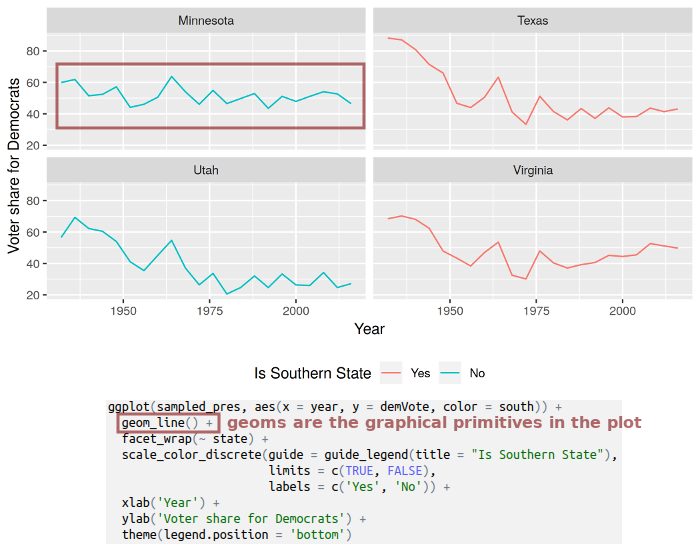 Minnesota
Texas
80
60
40
20
Utah
Virginia
80
60
40
20
Voter share for Democrats
1950
1975
2000
1950
1975
2000
Year
Is Southern State
Yes
No
ggplot(sampled_pres, aes(x = year, y = demVote, color = south)) +
geom_line() +
geoms are the graphical primitives in the plot
facet_wrap(~ state) +
scale_color_discrete(guide = guide_legend(title = "Is Southern State"),
limits = c(TRUE, FALSE),
labels = c('Yes', 'No')) +
xlab('Year') +
ylab('Voter share for Democrats') +
theme(legend.position = 'bottom')